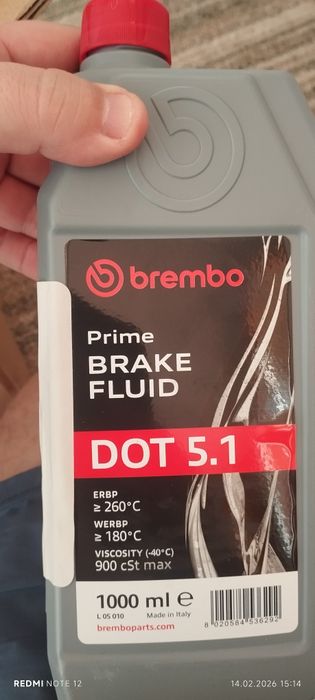 brembo
Prime
BRAKE
FLUID
DOT 5.1
ERBP
≥ 260°C
WERBP
≥ 180°C
VISCOSITY (-40°C)
900 cSt max
1000 ml e
L 05 010 Made in Italy
bremboparts.com
8 020584 536292
REDMI NOTE 12
14.02.2026 15:14